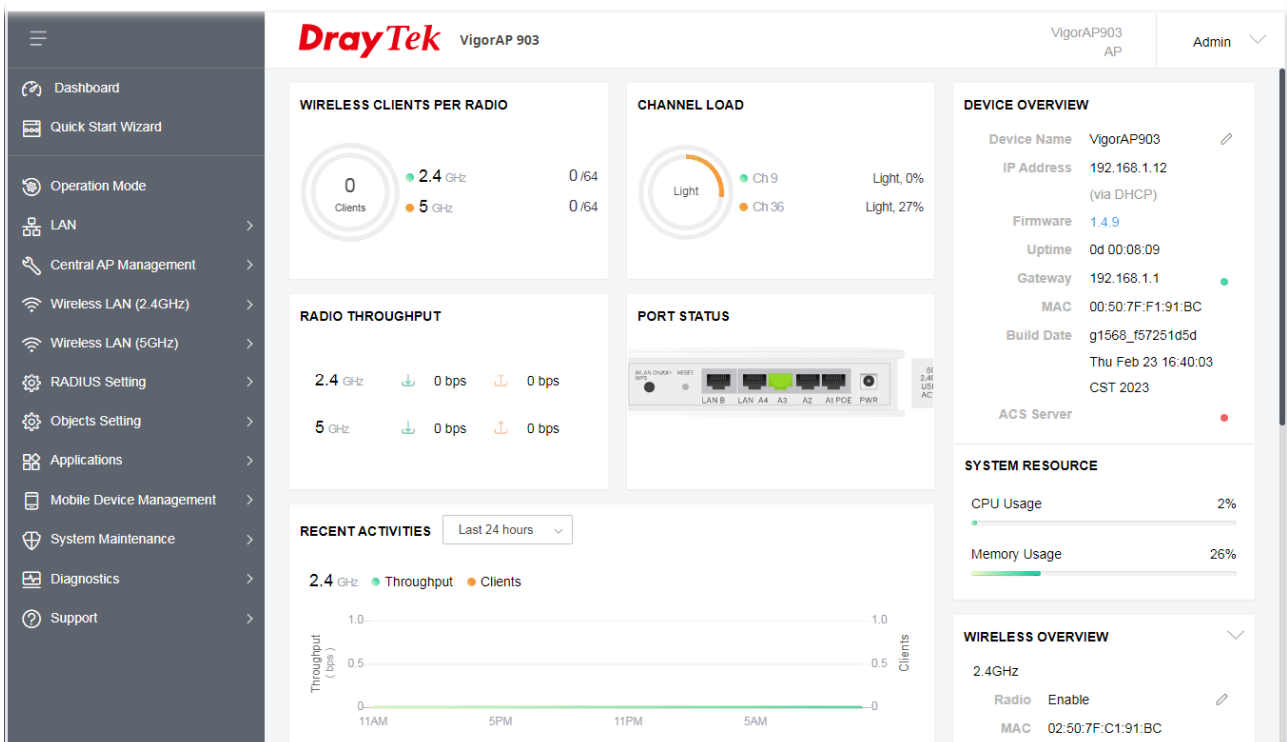 DrayTek VigorAP 903
VigorAP903
AP
Admin
Dashboard
Quick Start Wizard
Operation Mode
LAN
Central AP Management
Wireless LAN (2.4GHz)
Wireless LAN (5GHz)
RADIUS Setting
Objects Setting
Applications
Mobile Device Management
System Maintenance
Diagnostics
Support
WIRELESS CLIENTS PER RADIO
0
Clients
2.4 GHz 0 /64
5 GHz 0 /64
CHANNEL LOAD
Light
Ch 9 Light, 0%
Ch 36 Light, 27%
RADIO THROUGHPUT
2.4 GHz 0 bps 0 bps
5 GHz 0 bps 0 bps
PORT STATUS
WLAN ON/OFF RESET
WPS
LAN B LAN A4 A3 A2 A1 POE PWR
RECENT ACTIVITIES Last 24 hours
2.4 GHz Throughput Clients
Throughput
( bps )
1.0 1.0
0.5 0.5
0 0
Clients
11AM 5PM 11PM 5AM
DEVICE OVERVIEW
Device Name VigorAP903
IP Address 192.168.1.12
(via DHCP)
Firmware 1.4.9
Uptime 0d 00:08:09
Gateway 192.168.1.1
MAC 00:50:7F:F1:91:BC
Build Date g1568_f57251d5d
Thu Feb 23 16:40:03
CST 2023
ACS Server
SYSTEM RESOURCE
CPU Usage 2%
Memory Usage 26%
WIRELESS OVERVIEW
2.4GHz
Radio Enable
MAC 02:50:7F:C1:91:BC